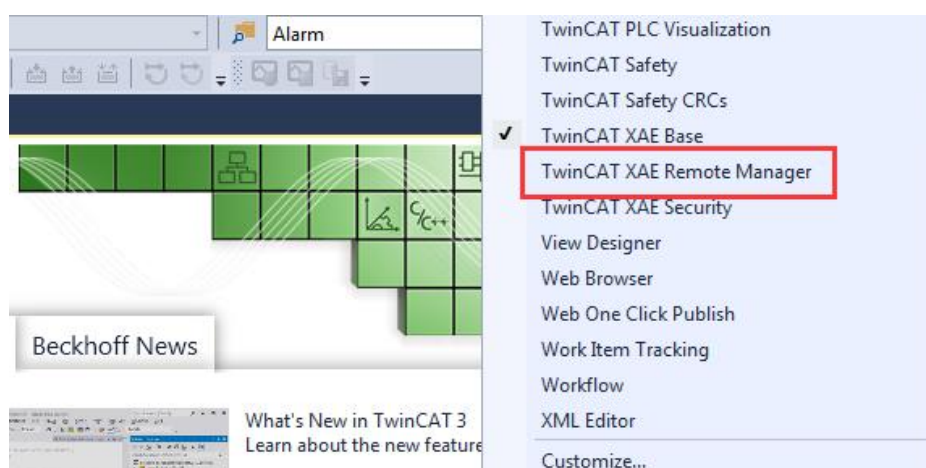 Alarm
Beckhoff News
What's New in TwinCAT 3
Learn about the new feature
C/C++
TwinCAT PLC Visualization
TwinCAT Safety
TwinCAT Safety CRCs
TwinCAT XAE Base
TwinCAT XAE Remote Manager
TwinCAT XAE Security
View Designer
Web Browser
Web One Click Publish
Work Item Tracking
Workflow
XML Editor
Customize...